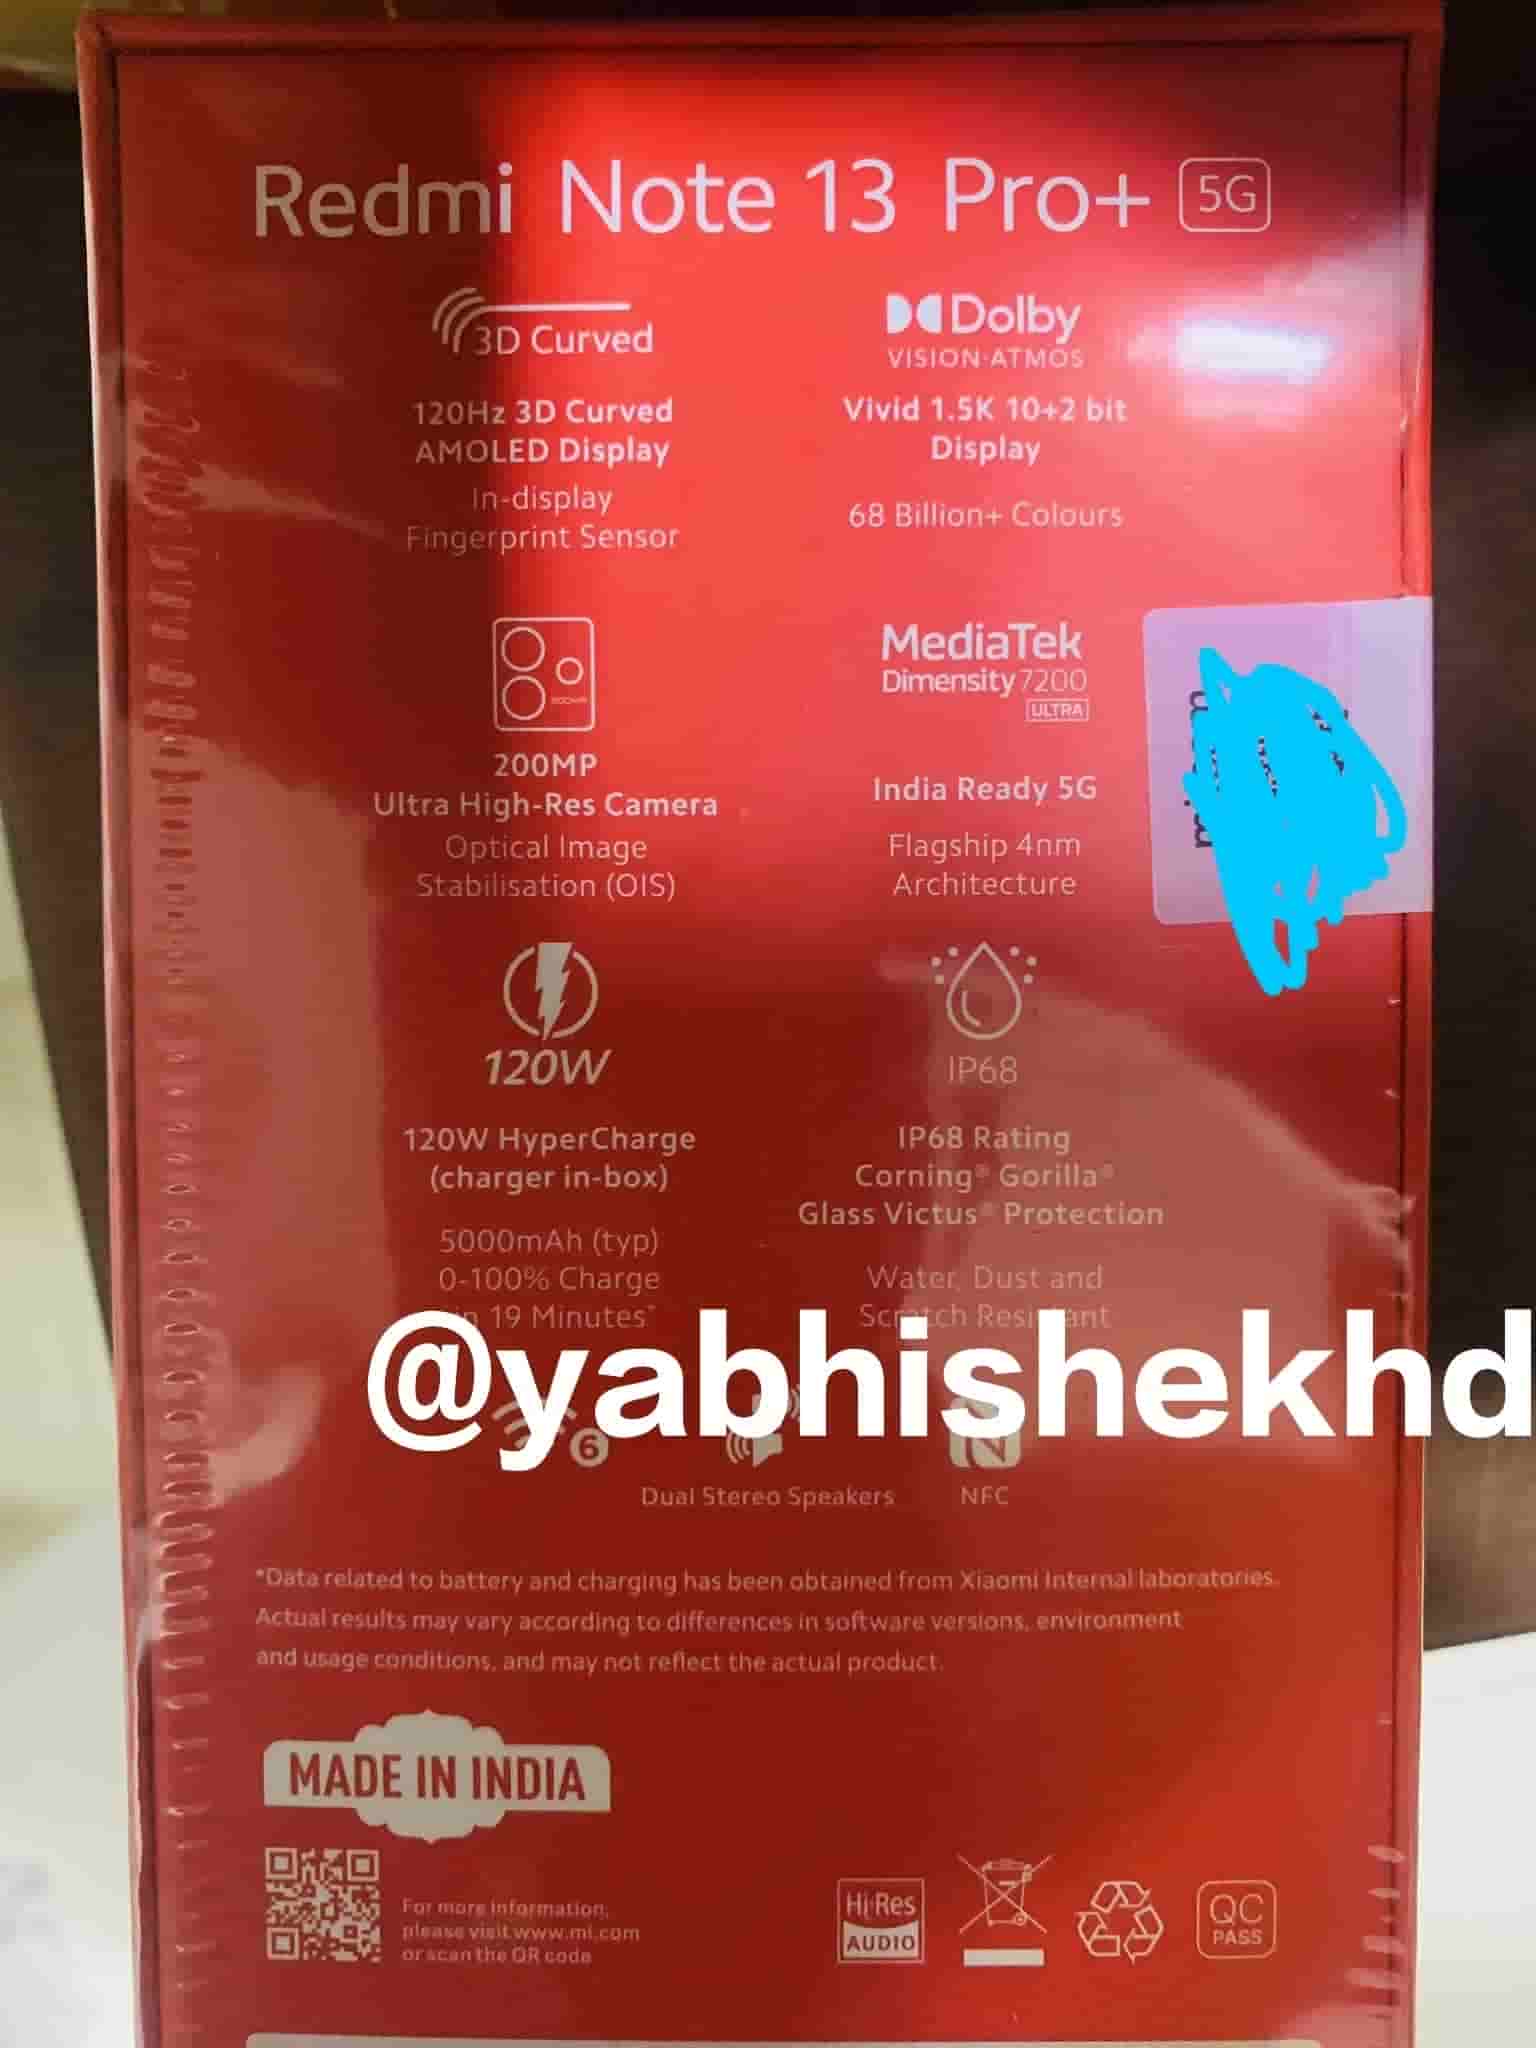 Redmi Note 13 Pro+ 5G
3D Curved
120Hz 3D Curved
AMOLED Display
In-display
Fingerprint Sensor
Dolby
VISION·ATMOS
Vivid 1.5K 10+2 bit
Display
68 Billion+ Colours
200MP
Ultra High-Res Camera
Optical Image
Stabilisation (OIS)
MediaTek
Dimensity 7200
ULTRA
India Ready 5G
Flagship 4nm
Architecture
120W
120W HyperCharge
(charger in-box)
5000mAh (typ)
0-100% Charge
in 19 Minutes*
IP68
IP68 Rating
Corning® Gorilla®
Glass Victus® Protection
Water, Dust and
Scratch Resistant
@yabhishekhd
6
Dual Stereo Speakers
NFC
*Data related to battery and charging has been obtained from Xiaomi Internal laboratories.
Actual results may vary according to differences in software versions, environment
and usage conditions, and may not reflect the actual product.
MADE IN INDIA
For more information,
please visit www.mi.com
or scan the QR code
Hi-Res
AUDIO
QC
PASS